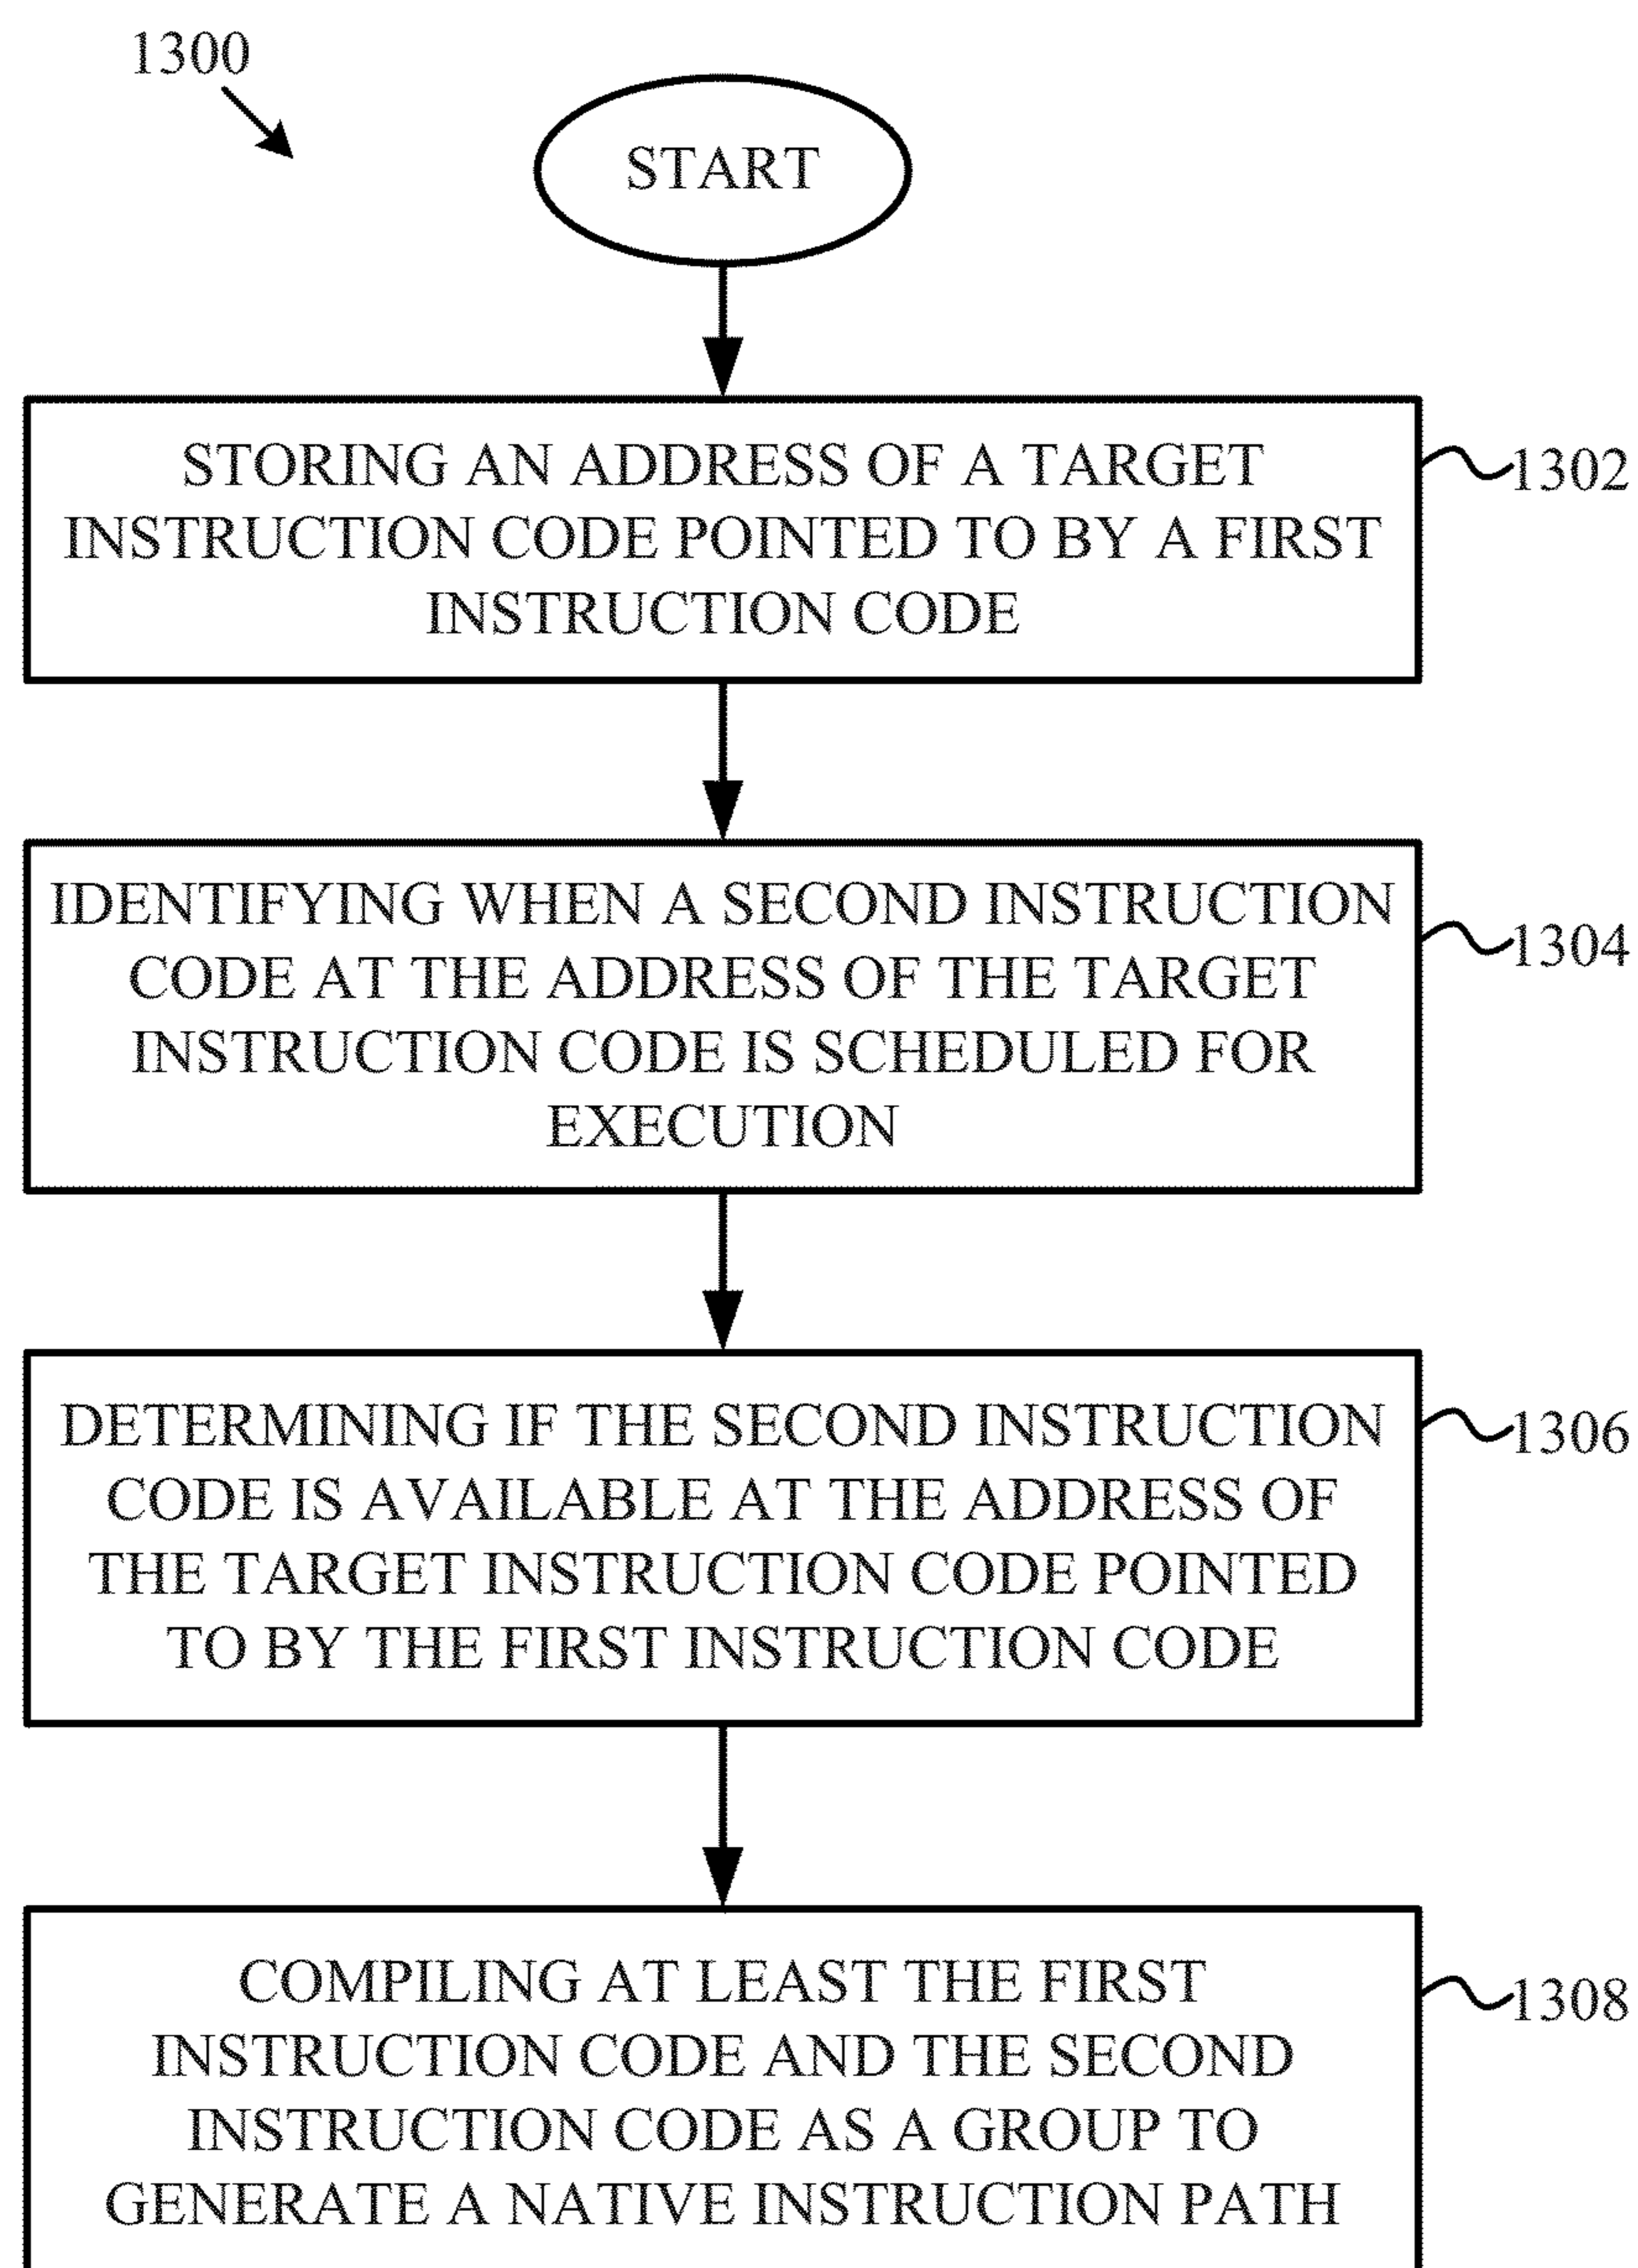 1300
START
STORING AN ADDRESS OF A TARGET
INSTRUCTION CODE POINTED TO BY A FIRST
INSTRUCTION CODE
1302
IDENTIFYING WHEN A SECOND INSTRUCTION
CODE AT THE ADDRESS OF THE TARGET
INSTRUCTION CODE IS SCHEDULED FOR
EXECUTION
1304
DETERMINING IF THE SECOND INSTRUCTION
CODE IS AVAILABLE AT THE ADDRESS OF
THE TARGET INSTRUCTION CODE POINTED
TO BY THE FIRST INSTRUCTION CODE
1306
COMPILING AT LEAST THE FIRST
INSTRUCTION CODE AND THE SECOND
INSTRUCTION CODE AS A GROUP TO
GENERATE A NATIVE INSTRUCTION PATH
1308